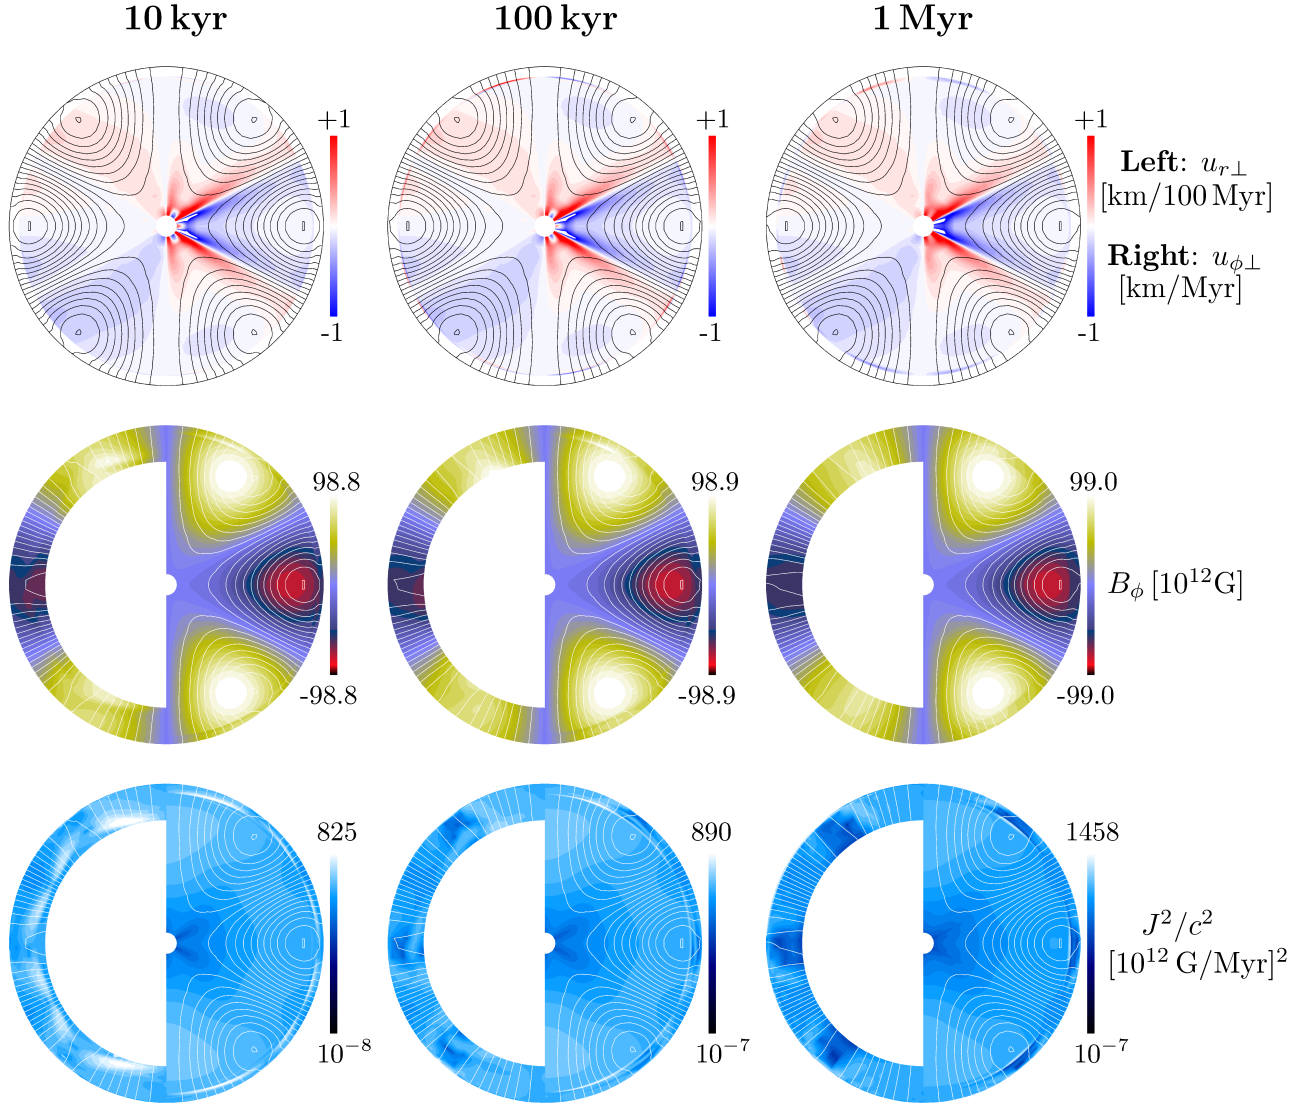 10 kyr 100 kyr 1 Myr
+1 +1 +1
Left: u_{r⊥}
[km/100 Myr]
Right: u_{ϕ⊥}
[km/Myr]
-1 -1 -1
98.8 98.9 99.0
B_ϕ [10^{12}G]
-98.8 -98.9 -99.0
825 890 1458
J^2/c^2
[10^{12} G/Myr]^2
10^{−8} 10^{−7} 10^{−7}